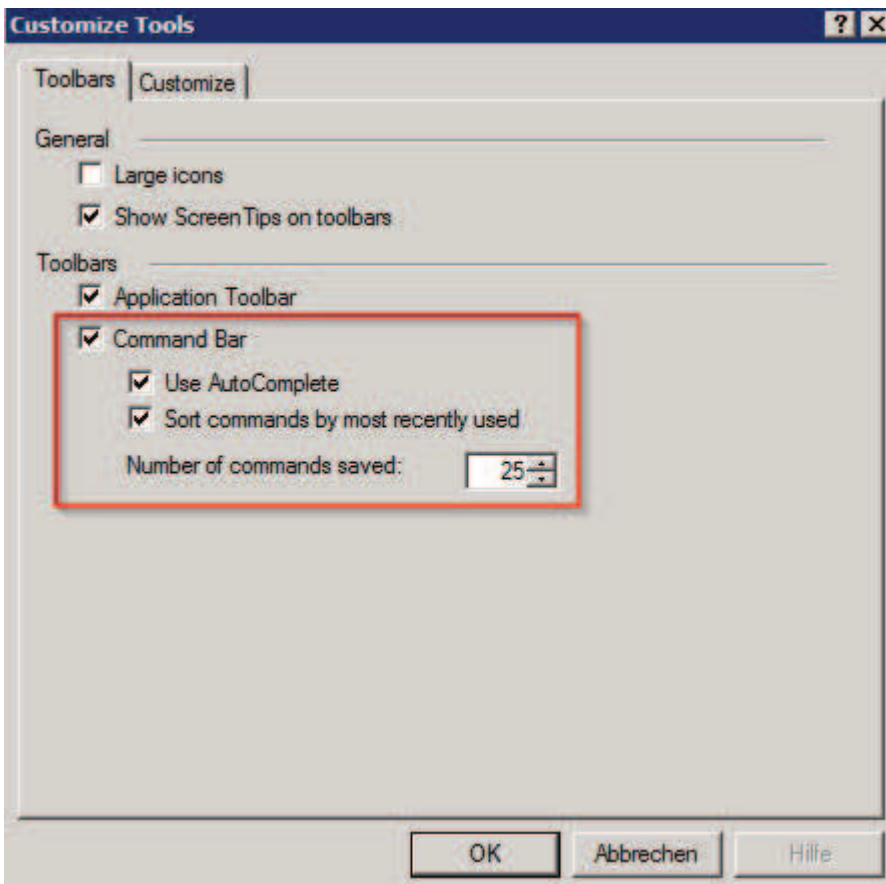 Customize Tools
Toolbars Customize
General
Large icons
Show ScreenTips on toolbars
Toolbars
Application Toolbar
Command Bar
Use AutoComplete
Sort commands by most recently used
Number of commands saved: 25
OK Abbrechen Hilfe